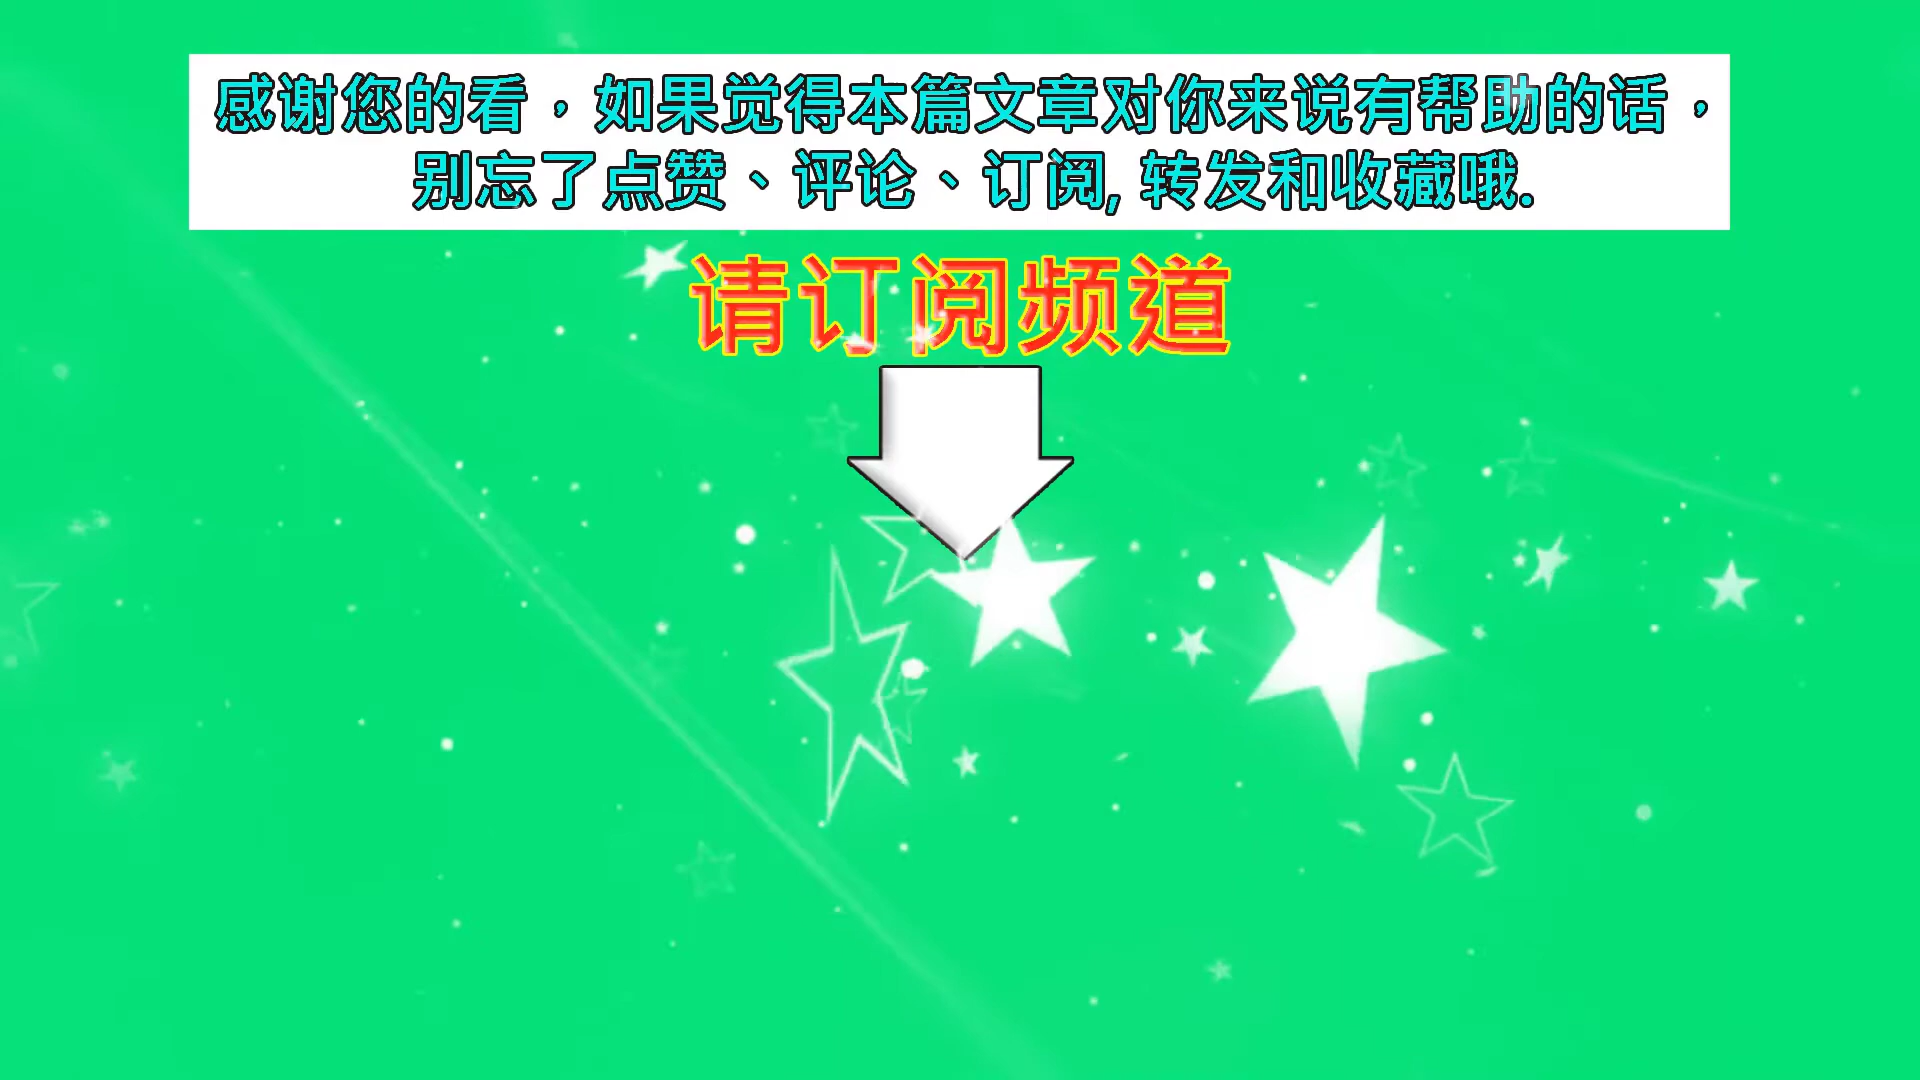 感谢您的看，如果觉得本篇文章对你来说有帮助的话，
别忘了点赞、评论、订阅, 转发和收藏哦.
请订阅频道